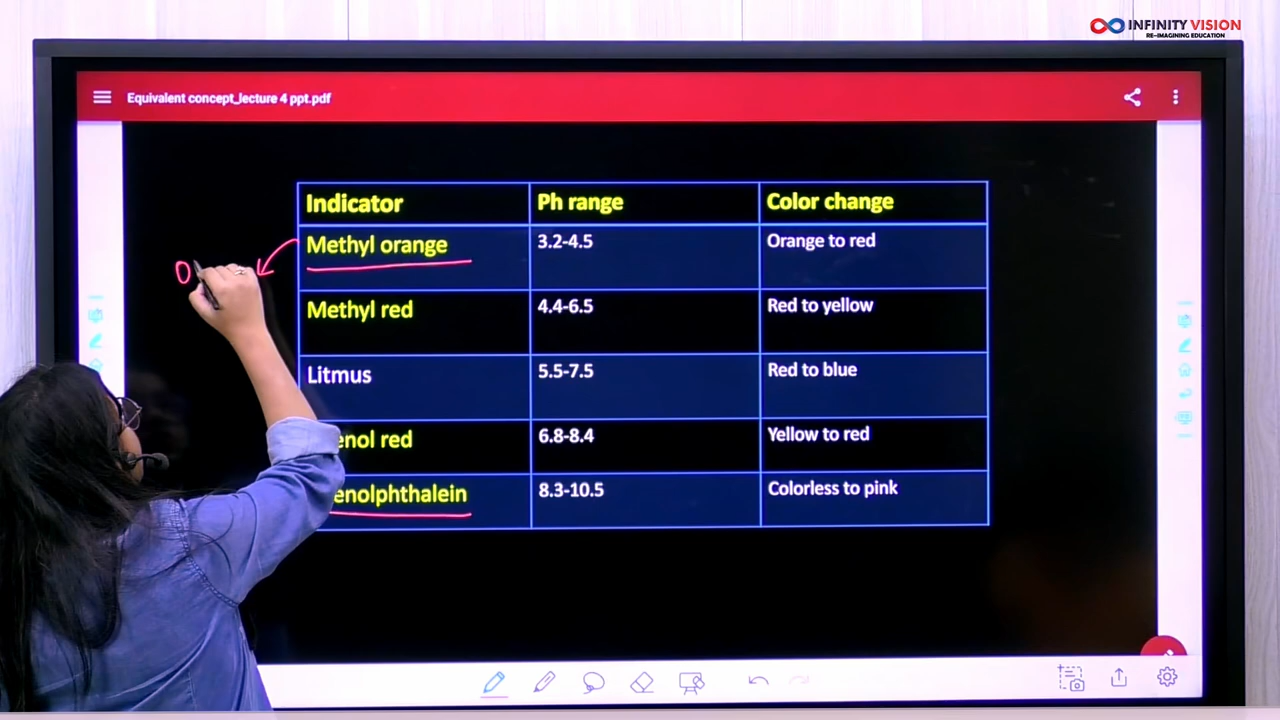 INFINITY VISION
RE-IMAGINING EDUCATION
Equivalent concept_lecture 4 ppt.pdf
Indicator Ph range Color change
Methyl orange 3.2-4.5 Orange to red
Methyl red 4.4-6.5 Red to yellow
Litmus 5.5-7.5 Red to blue
enol red 6.8-8.4 Yellow to red
enolphthalein 8.3-10.5 Colorless to pink